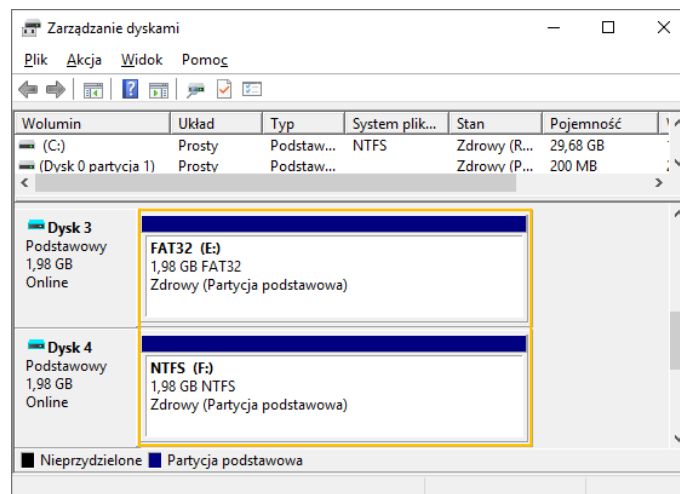 Zarządzanie dyskami
Plik Akcja Widok Pomoc
Wolumin Układ Typ System plik... Stan Pojemność
(C:) Prosty Podstaw... NTFS Zdrowy (R... 29,68 GB
(Dysk 0 partycja 1) Prosty Podstaw... Zdrowy (P... 200 MB
Dysk 3
Podstawowy
1,98 GB
Online
FAT32 (E:)
1,98 GB FAT32
Zdrowy (Partycja podstawowa)
Dysk 4
Podstawowy
1,98 GB
Online
NTFS (F:)
1,98 GB NTFS
Zdrowy (Partycja podstawowa)
Nieprzydzielone Partycja podstawowa